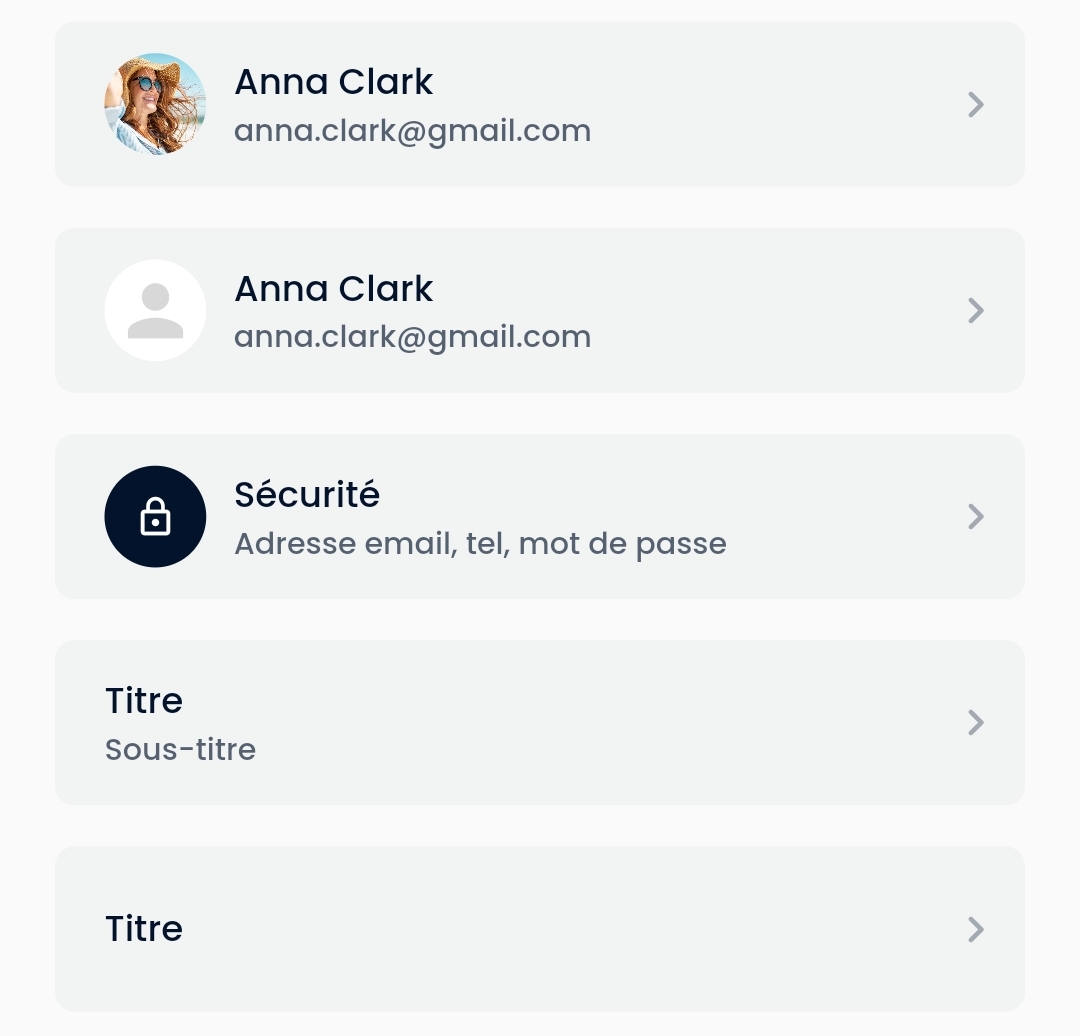 Anna Clark
anna.clark@gmail.com
Anna Clark
anna.clark@gmail.com
Sécurité
Adresse email, tel, mot de passe
Titre
Sous-titre
Titre